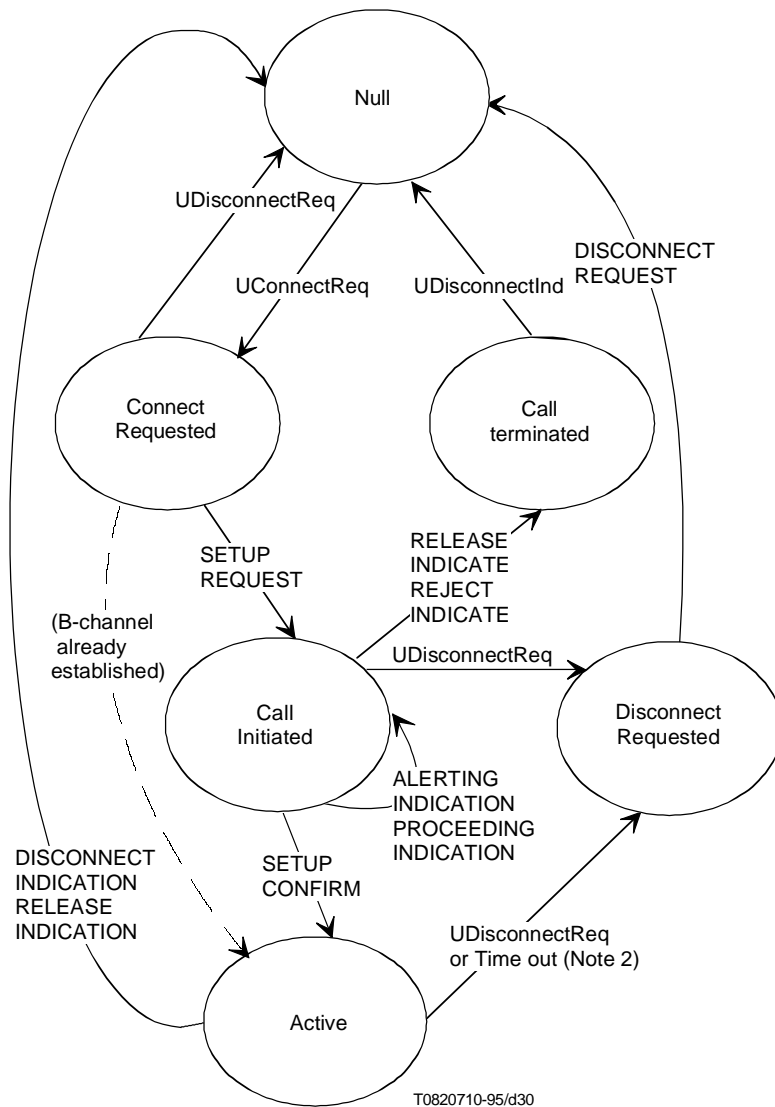 Null
UDisconnectReq
UConnectReq
UDisconnectInd
DISCONNECT
REQUEST
Connect
Requested
Call
terminated
SETUP
REQUEST
RELEASE
INDICATE
REJECT
INDICATE
(B-channel
already
established)
UDisconnectReq
Call
Initiated
Disconnect
Requested
ALERTING
INDICATION
PROCEEDING
INDICATION
DISCONNECT
INDICATION
RELEASE
INDICATION
SETUP
CONFIRM
UDisconnectReq
or Time out (Note 2)
Active
T0820710-95/d30